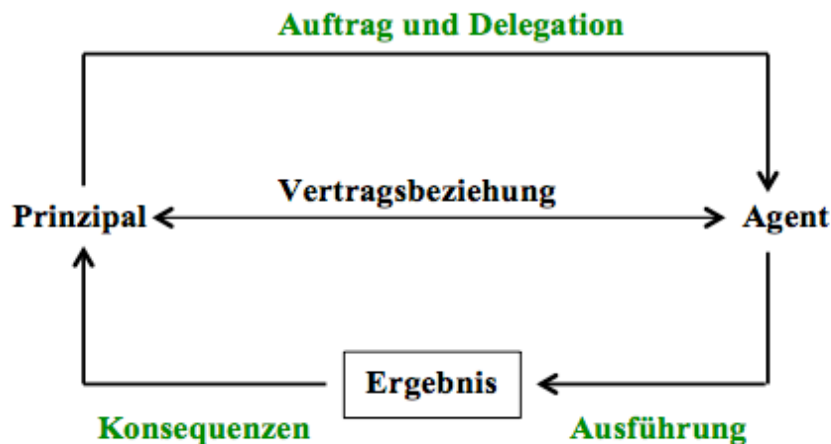 Auftrag und Delegation
Vertragsbeziehung
Prinzipal
Agent
Ergebnis
Konsequenzen
Ausführung